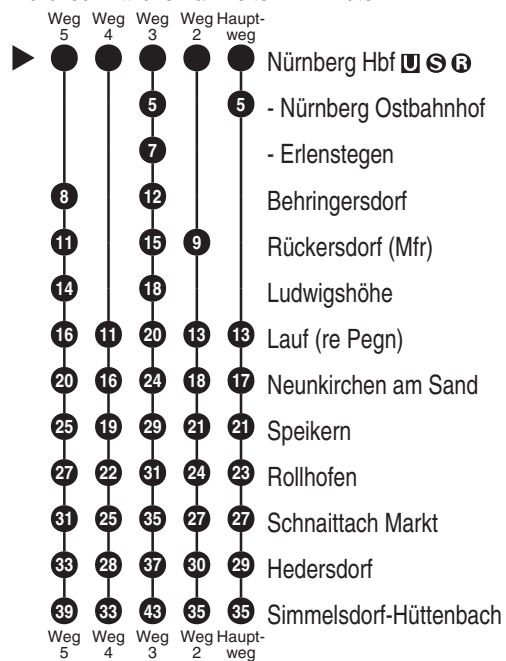 Weg Weg Weg Weg Haupt-
5 4 3 2 weg
Nürnberg Hbf U S R
5 5 - Nürnberg Ostbahnhof
7 - Erlenstegen
8 12 Behringersdorf
11 15 9 Rückersdorf (Mfr)
14 18 Ludwigshöhe
16 11 20 13 13 Lauf (re Pegn)
20 16 24 18 17 Neunkirchen am Sand
25 19 29 21 21 Speikern
27 22 31 24 23 Rollhofen
31 25 35 27 27 Schnaittach Markt
33 28 37 30 29 Hedersdorf
39 33 43 35 35 Simmelsdorf-Hüttenbach
Weg Weg Weg Weg Haupt-
5 4 3 2 weg